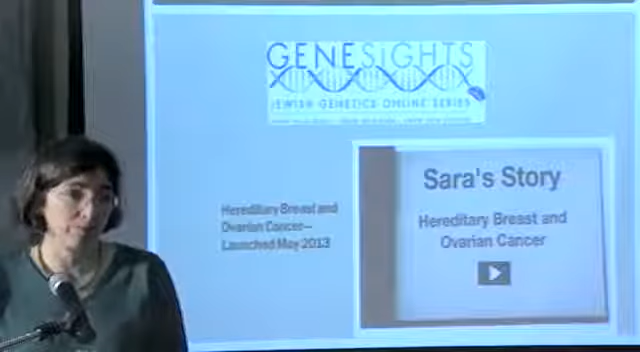 GENESIGHTS
JEWISH GENETICS ONLINE SERIES
Hereditary Breast and
Ovarian Cancer—
Launched May 2013
Sara's Story
Hereditary Breast and
Ovarian Cancer